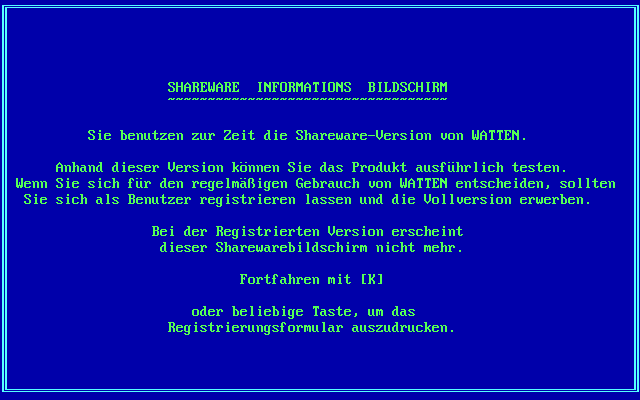 SHAREWARE  INFORMATIONS  BILDSCHIRM
~~~~~~~~~~~~~~~~~~~~~~~~~~~~~~~~~~~
Sie benutzen zur Zeit die Shareware-Version von WATTEN.
Anhand dieser Version können Sie das Produkt ausführlich testen.
Wenn Sie sich für den regelmäßigen Gebrauch von WATTEN entscheiden, sollten
Sie sich als Benutzer registrieren lassen und die Vollversion erwerben.
Bei der Registrierten Version erscheint
dieser Sharewarebildschirm nicht mehr.
Fortfahren mit [K]
oder beliebige Taste, um das
Registrierungsformular auszudrucken.